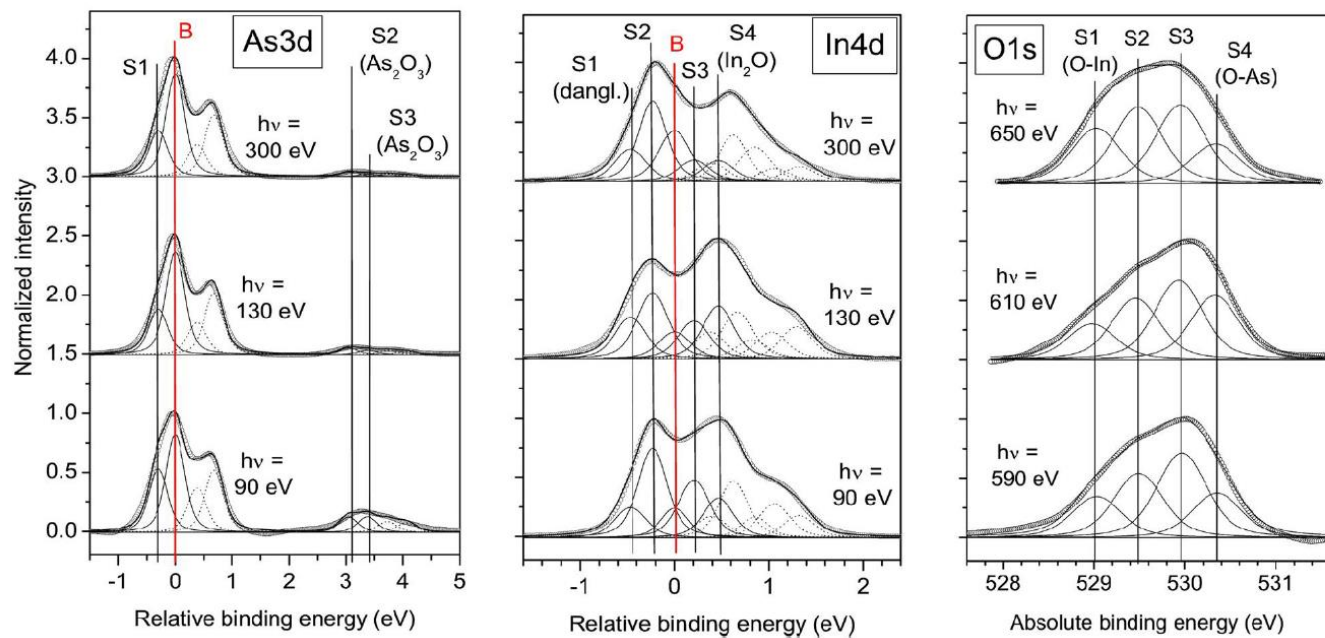 As3d
B
S1
S2
(As₂O₃)
S3
(As₂O₃)
hν =
300 eV
hν =
130 eV
hν =
90 eV
4.0
3.5
3.0
2.5
2.0
1.5
1.0
0.5
0.0
Normalized intensity
-1 0 1 2 3 4 5
Relative binding energy (eV)
In4d
S1
(dangl.)
S2
B
S3
S4
(In₂O)
hν =
300 eV
hν =
130 eV
hν =
90 eV
-1 0 1 2
Relative binding energy (eV)
O1s
S1
(O-In)
S2
S3
S4
(O-As)
hν =
650 eV
hν =
610 eV
hν =
590 eV
528 529 530 531
Absolute binding energy (eV)